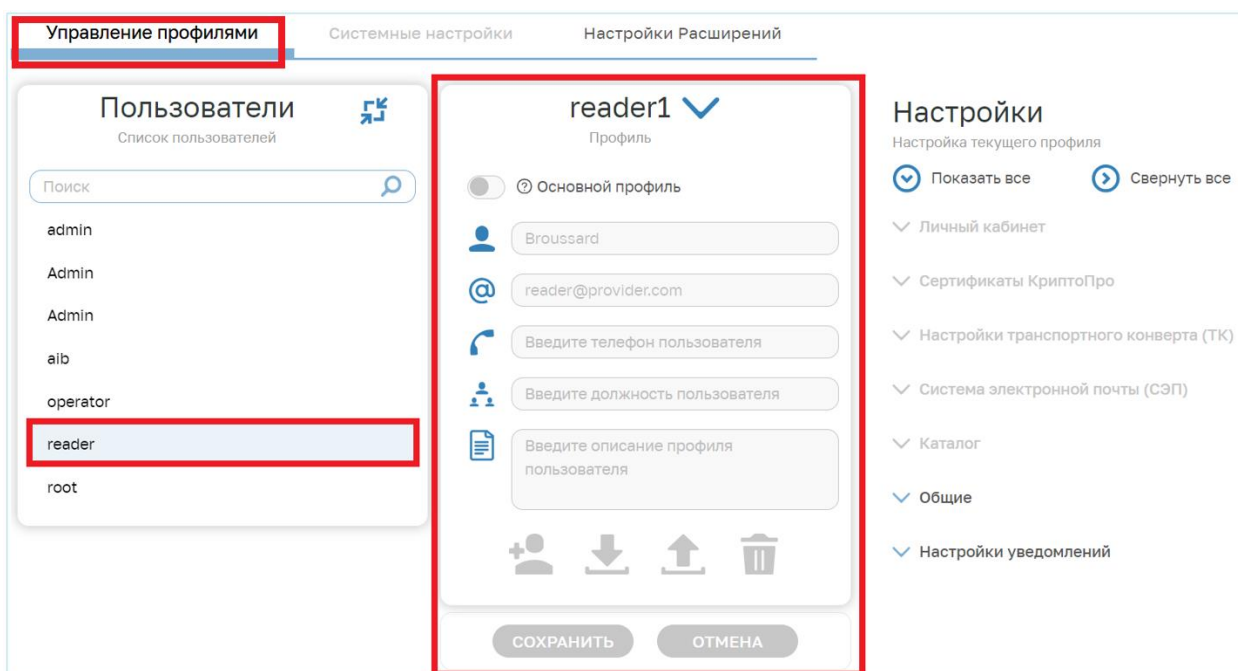 Управление профилями
Системные настройки
Настройки Расширений
Пользователи
Список пользователей
Поиск
admin
Admin
Admin
aib
operator
reader
root
reader1
Профиль
Основной профиль
Broussard
reader@provider.com
Введите телефон пользователя
Введите должность пользователя
Введите описание профиля
пользователя
СОХРАНИТЬ
ОТМЕНА
Настройки
Настройка текущего профиля
Показать все
Свернуть все
Личный кабинет
Сертификаты КриптоПро
Настройки транспортного конверта (ТК)
Система электронной почты (СЭП)
Каталог
Общие
Настройки уведомлений